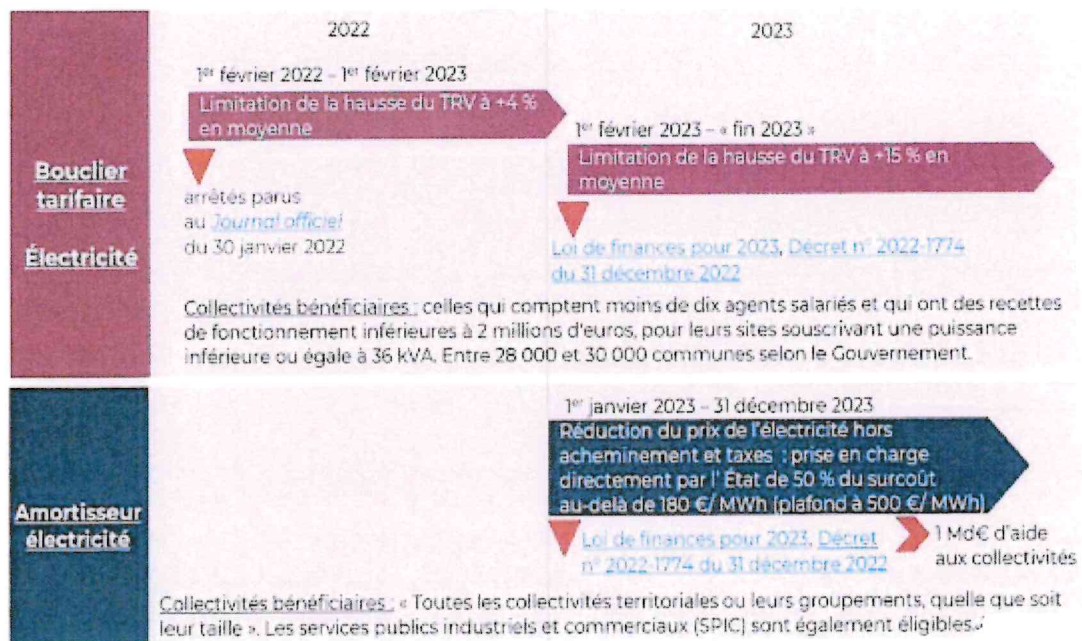 2022
2023
1er février 2022 – 1er février 2023
Limitation de la hausse du TRV à +4 %
en moyenne
1er février 2023 – « fin 2023 »
Limitation de la hausse du TRV à +15 % en
moyenne
Bouclier
tarifaire
Électricité
arrêtés parus
au Journal officiel
du 30 janvier 2022
Loi de finances pour 2023, Décret n° 2022-1774
du 31 décembre 2022
Collectivités bénéficiaires : celles qui comptent moins de dix agents salariés et qui ont des recettes
de fonctionnement inférieures à 2 millions d'euros, pour leurs sites souscrivant une puissance
inférieure ou égale à 36 kVA. Entre 28 000 et 30 000 communes selon le Gouvernement.
1er janvier 2023 – 31 décembre 2023
Réduction du prix de l'électricité hors
acheminement et taxes : prise en charge
directement par l' État de 50 % du surcoût
au-delà de 180 €/ MWh (plafond à 500 €/ MWh)
Amortisseur
électricité
Loi de finances pour 2023, Décret
n° 2022-1774 du 31 décembre 2022
1 Md€ d'aide
aux collectivités
Collectivités bénéficiaires : « Toutes les collectivités territoriales ou leurs groupements, quelle que soit
leur taille ». Les services publics industriels et commerciaux (SPIC) sont également éligibles.